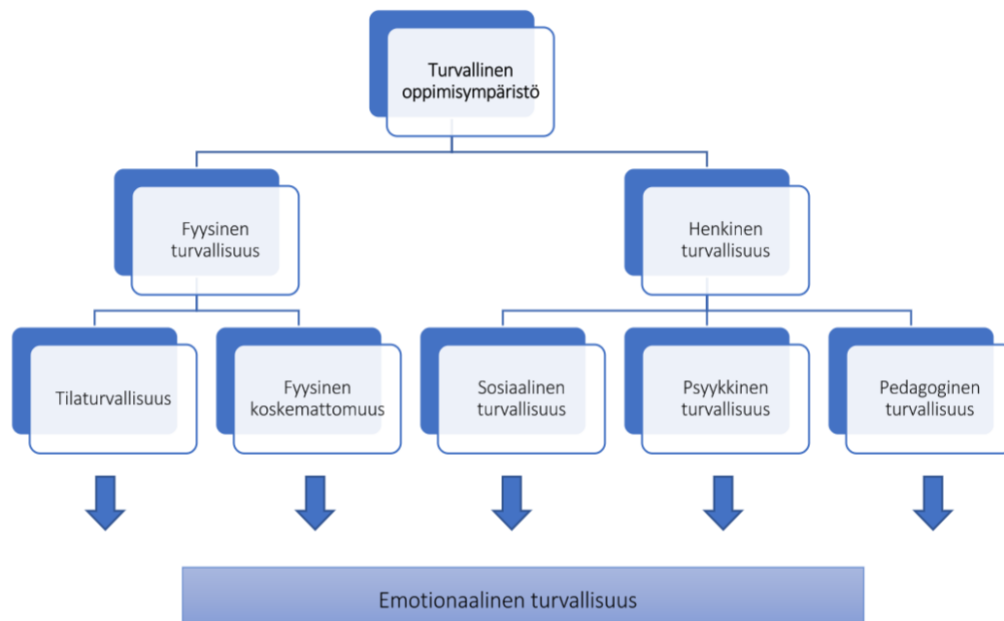 Turvallinen
oppimisympäristö
Fyysinen
turvallisuus
Henkinen
turvallisuus
Tilaturvallisuus
Fyysinen
koskemattomuus
Sosiaalinen
turvallisuus
Psyykkinen
turvallisuus
Pedagoginen
turvallisuus
Emotionaalinen turvallisuus